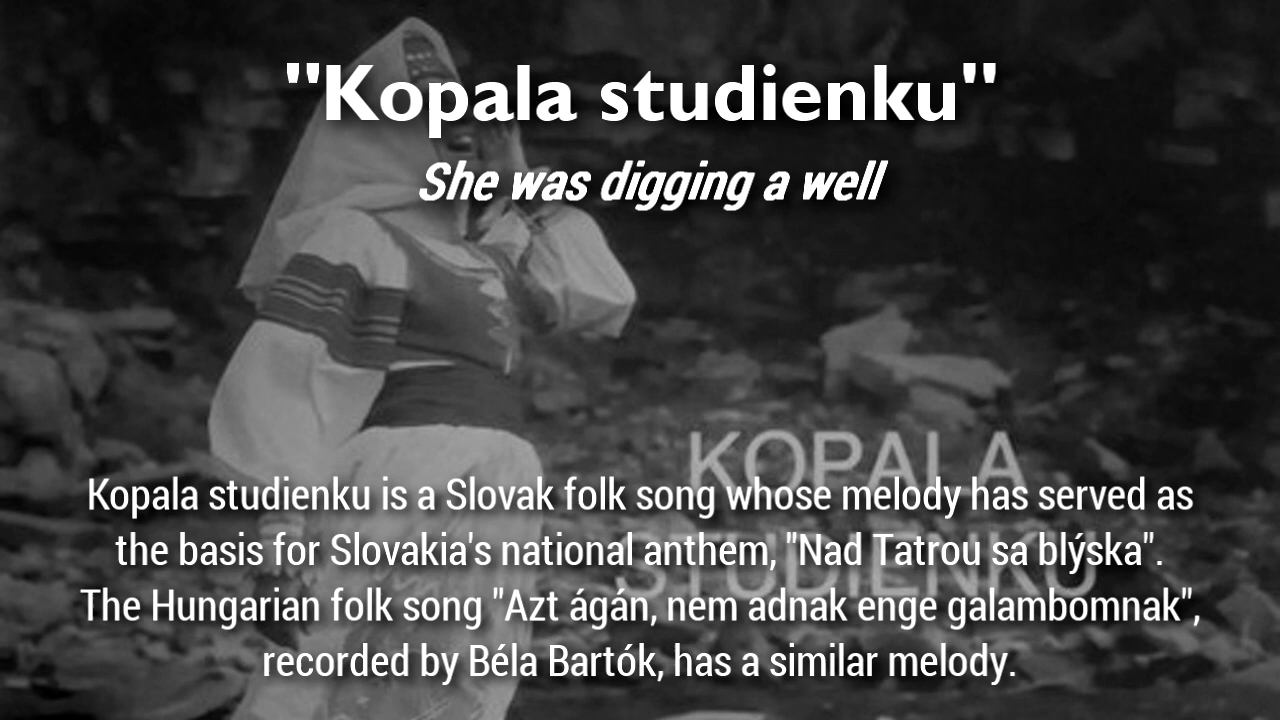 "Kopala studienku"
She was digging a well
KOPALA
STUDIENKU
Kopala studienku is a Slovak folk song whose melody has served as
the basis for Slovakia's national anthem, "Nad Tatrou sa blýska".
The Hungarian folk song "Azt ágán, nem adnak enge galambomnak",
recorded by Béla Bartók, has a similar melody.